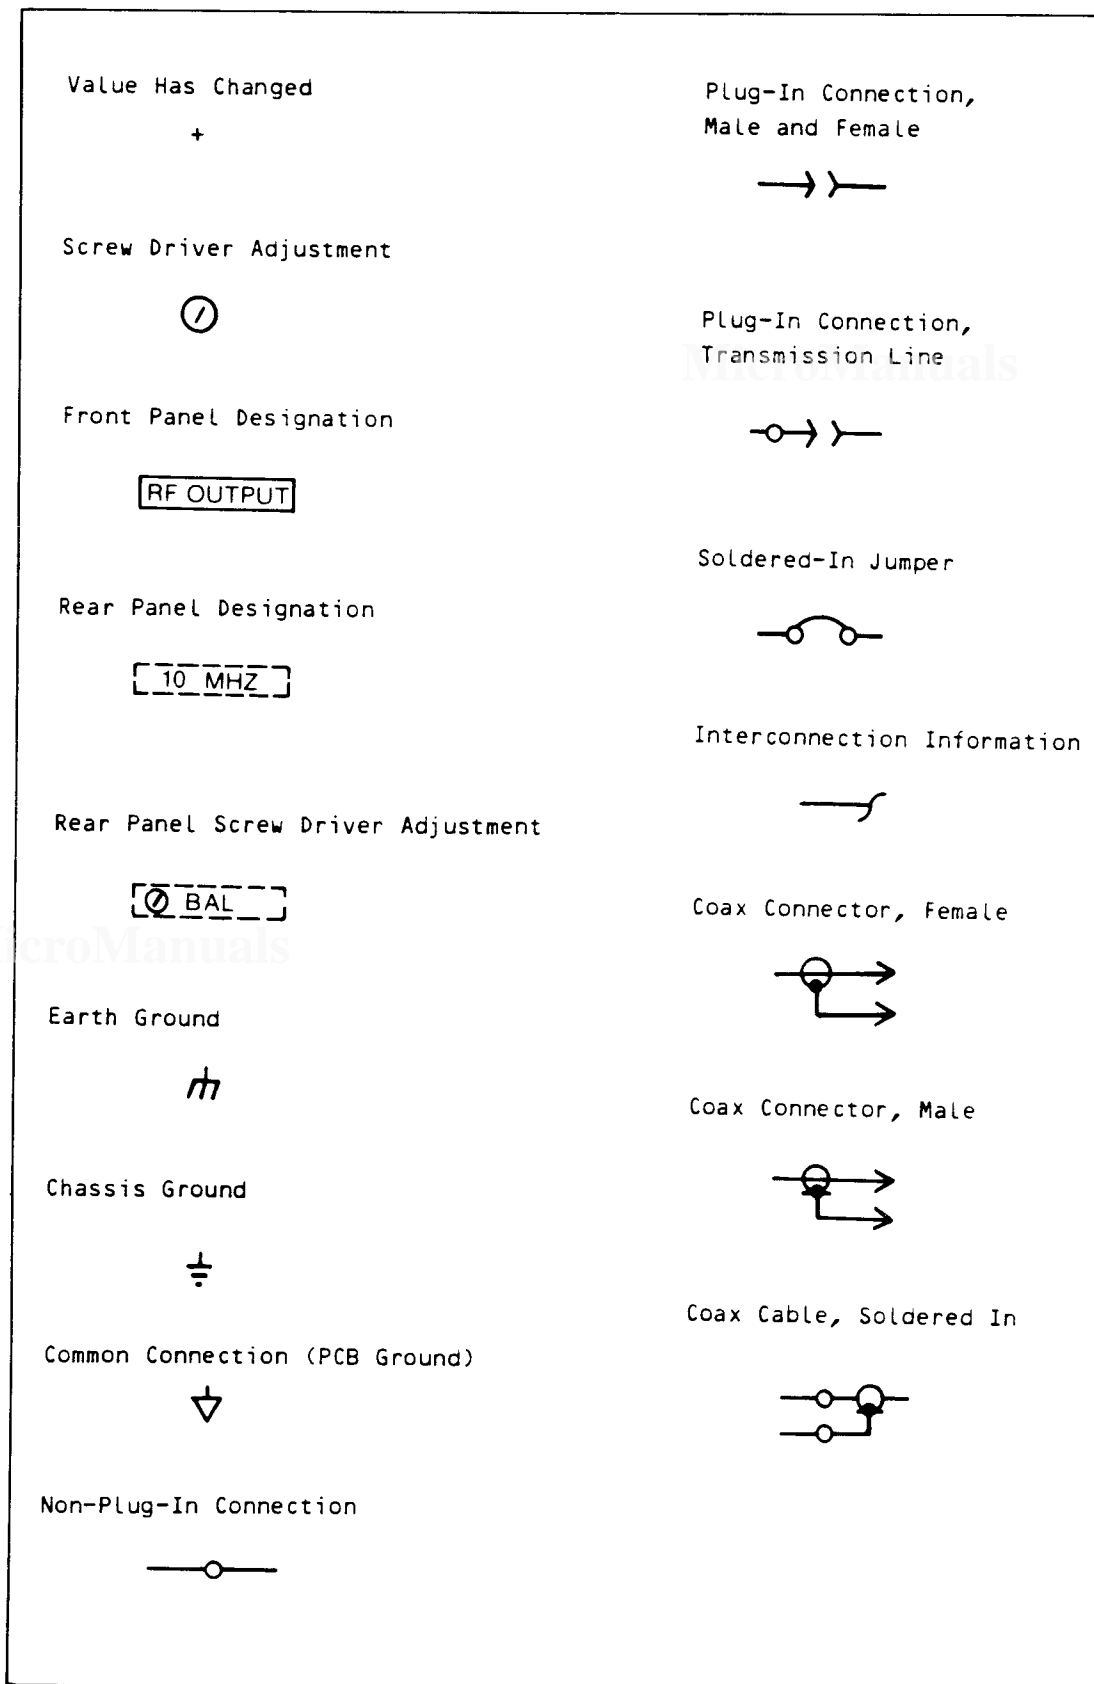 Value Has Changed
+
Screw Driver Adjustment
Front Panel Designation
RF OUTPUT
Rear Panel Designation
10 MHZ
Rear Panel Screw Driver Adjustment
BAL
MicroManuals
Earth Ground
Chassis Ground
Common Connection (PCB Ground)
Non-Plug-In Connection
Plug-In Connection,
Male and Female
Plug-In Connection,
Transmission Line
MicroManuals
Soldered-In Jumper
Interconnection Information
Coax Connector, Female
Coax Connector, Male
Coax Cable, Soldered In